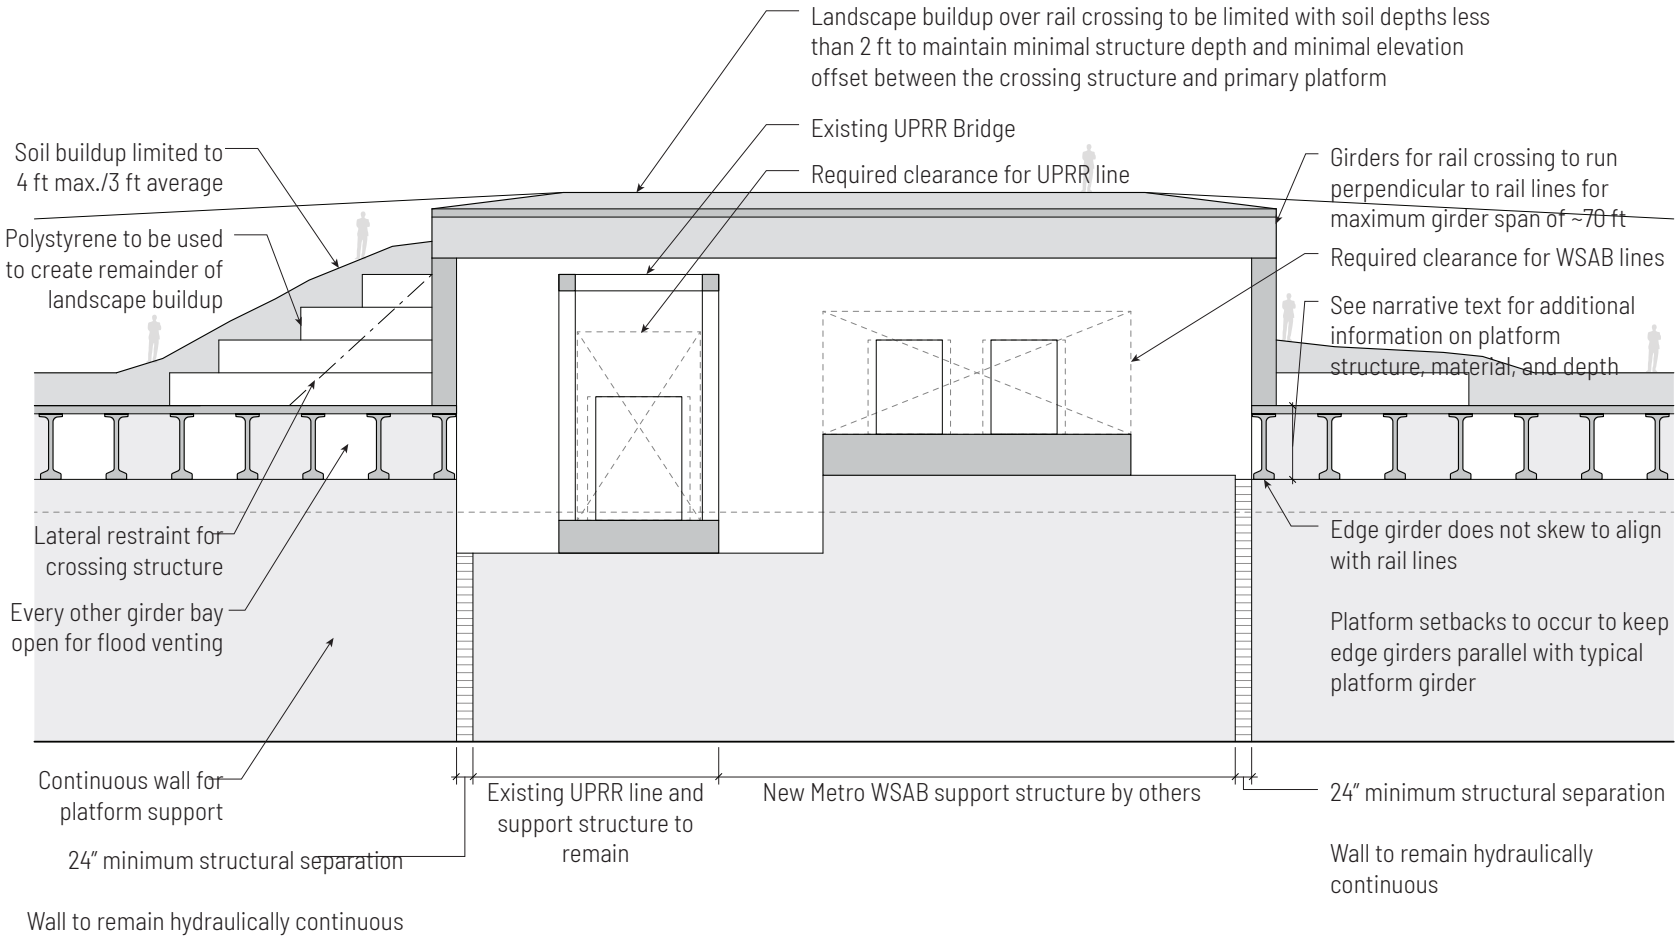 Landscape buildup over rail crossing to be limited with soil depths less
than 2 ft to maintain minimal structure depth and minimal elevation
offset between the crossing structure and primary platform
Existing UPRR Bridge
Required clearance for UPRR line
Soil buildup limited to
4 ft max./3 ft average
Polystyrene to be used
to create remainder of
landscape buildup
Lateral restraint for
crossing structure
Every other girder bay
open for flood venting
Continuous wall for
platform support
24" minimum structural separation
Wall to remain hydraulically continuous
Existing UPRR line and
support structure to
remain
New Metro WSAB support structure by others
Girders for rail crossing to run
perpendicular to rail lines for
maximum girder span of ~70 ft
Required clearance for WSAB lines
See narrative text for additional
information on platform
structure, material, and depth
Edge girder does not skew to align
with rail lines
Platform setbacks to occur to keep
edge girders parallel with typical
platform girder
24" minimum structural separation
Wall to remain hydraulically
continuous